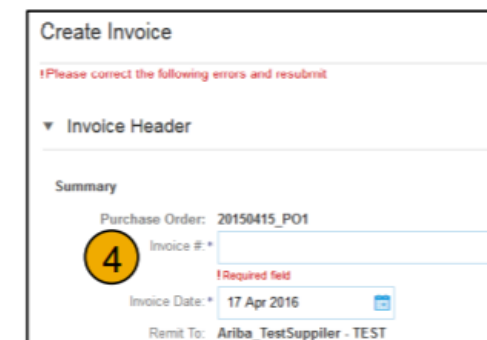 Create Invoice
!Please correct the following errors and resubmit
▼ Invoice Header
Summary
Purchase Order: 20150415_PO1
4
Invoice #:*
!Required field
Invoice Date:* 17 Apr 2016
Remit To: Ariba_TestSuppiler - TEST